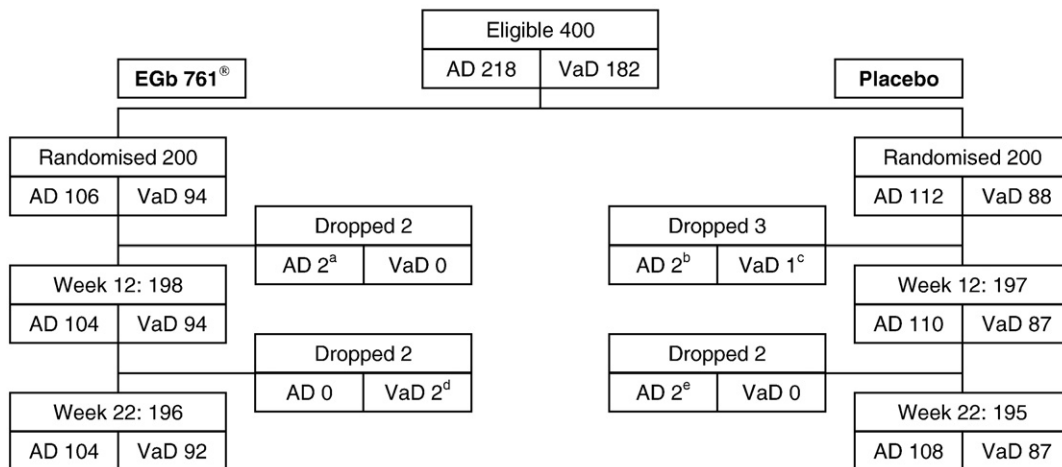 Eligible 400
AD 218 VaD 182
EGb 761® Placebo
Randomised 200
AD 106 VaD 94
Randomised 200
AD 112 VaD 88
Dropped 2
AD 2ᵃ VaD 0
Dropped 3
AD 2ᵇ VaD 1ᶜ
Week 12: 198
AD 104 VaD 94
Week 12: 197
AD 110 VaD 87
Dropped 2
AD 0 VaD 2ᵈ
Dropped 2
AD 2ᵉ VaD 0
Week 22: 196
AD 104 VaD 92
Week 22: 195
AD 108 VaD 87